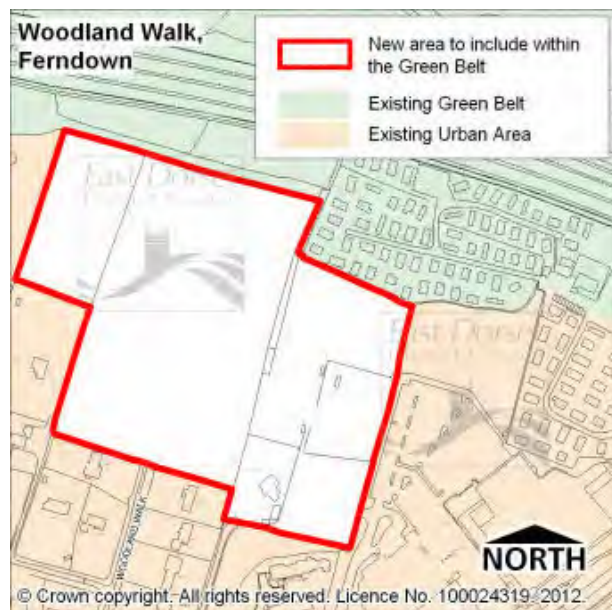 Woodland Walk,
Ferndown
New area to include within
the Green Belt
Existing Green Belt
Existing Urban Area
East Dorset
East Dorset
WOODLAND WALK
NORTH
© Crown copyright. All rights reserved. Licence No. 100024319. 2012.